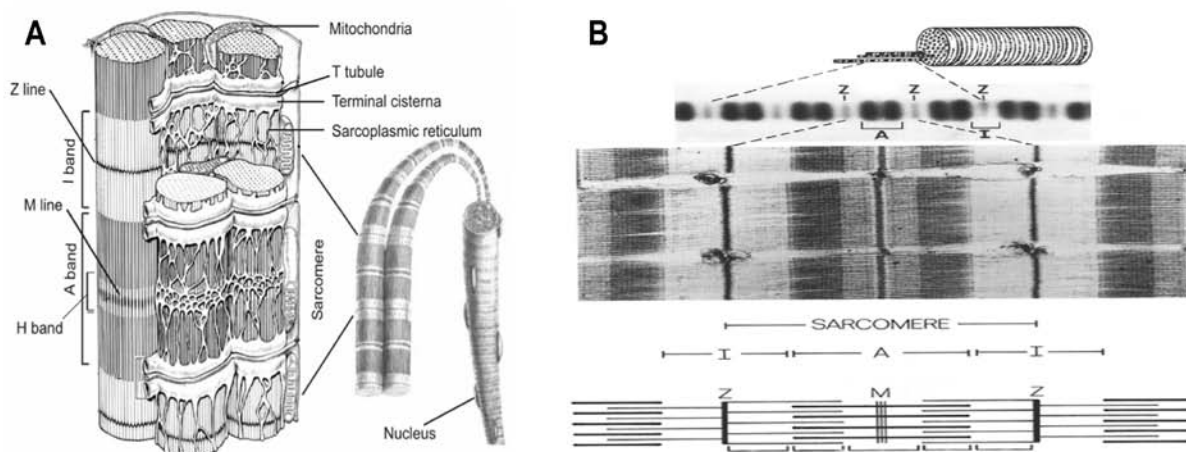 A
Mitochondria
T tubule
Z line
Terminal cisterna
Sarcoplasmic reticulum
I band
M line
A band
H band
Sarcomere
Nucleus
B
Z Z Z
A I
SARCOMERE
I A I
Z M Z